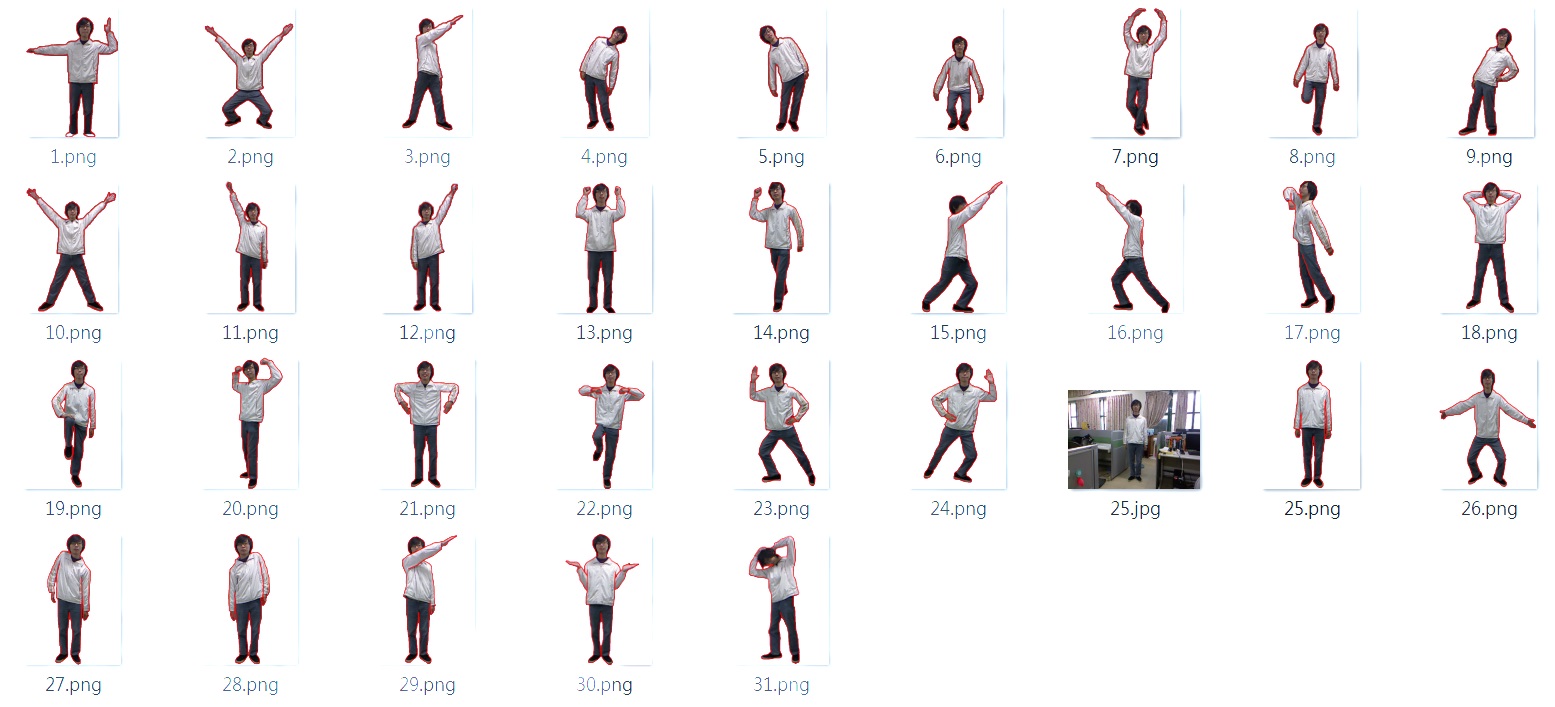 1.png 2.png 3.png 4.png 5.png 6.png 7.png 8.png 9.png
10.png 11.png 12.png 13.png 14.png 15.png 16.png 17.png 18.png
19.png 20.png 21.png 22.png 23.png 24.png 25.jpg 25.png 26.png
27.png 28.png 29.png 30.png 31.png